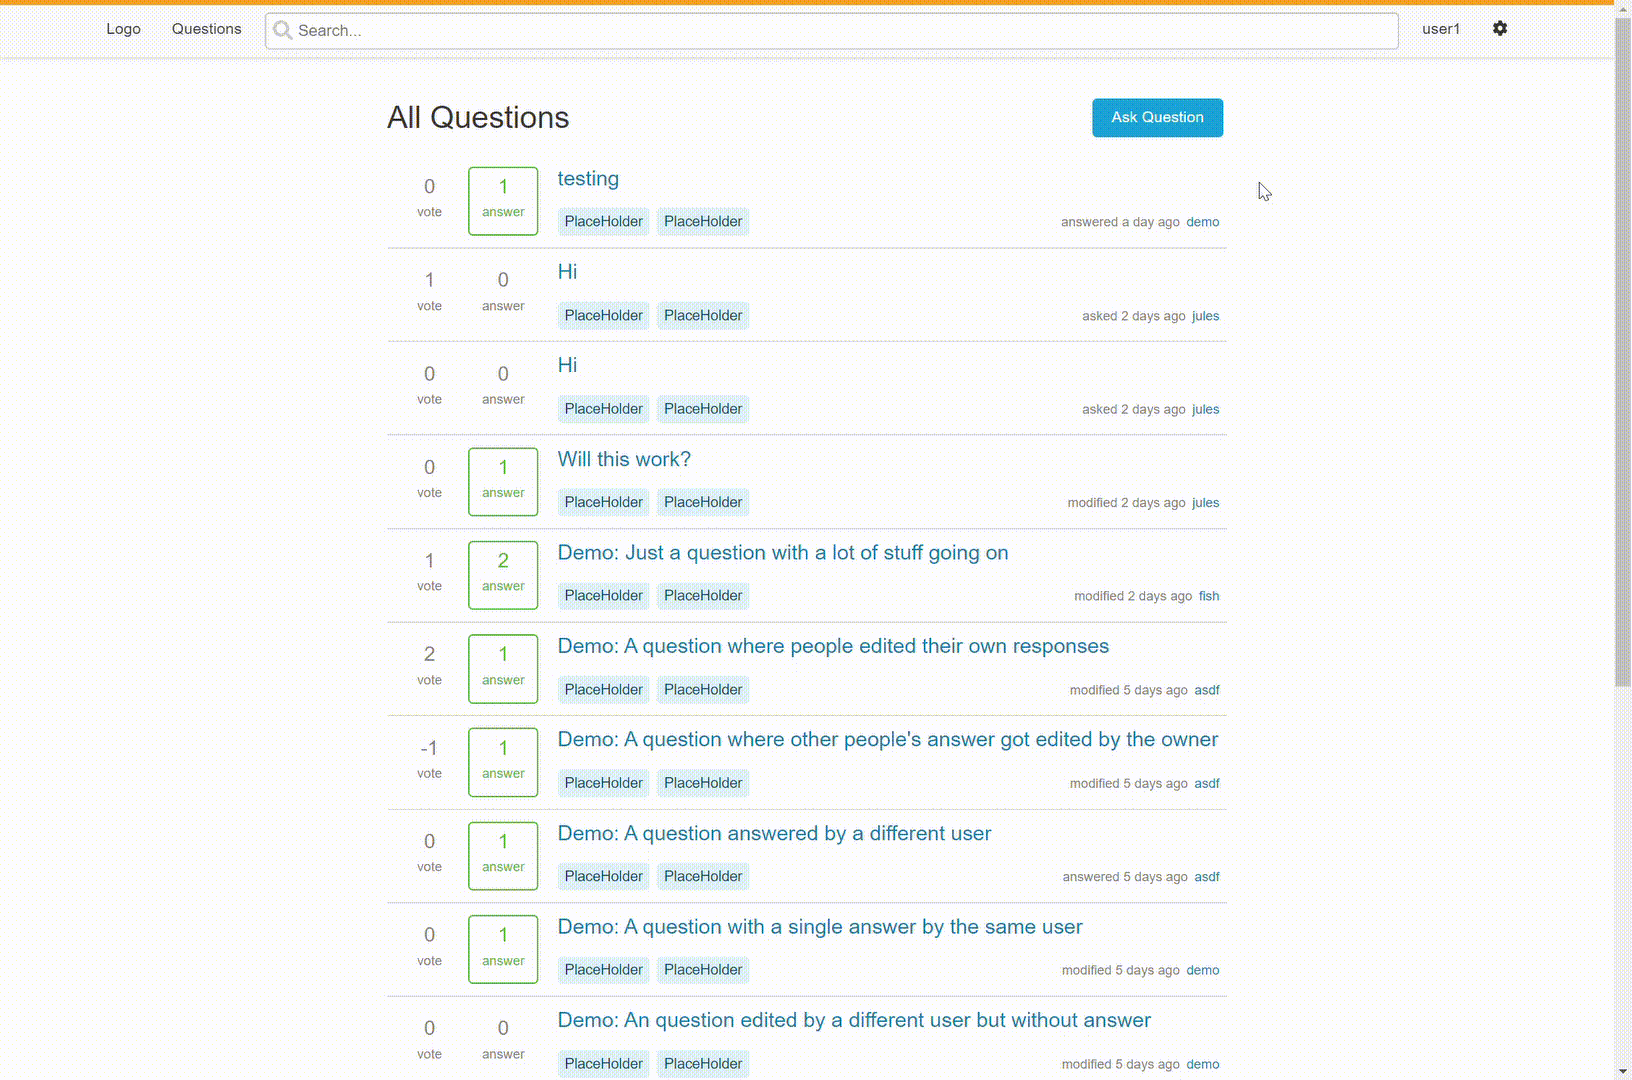 Logo Questions Search... user1
All Questions Ask Question
0 1 testing
vote answer PlaceHolder PlaceHolder answered a day ago demo
1 0 Hi
vote answer PlaceHolder PlaceHolder asked 2 days ago jules
0 0 Hi
vote answer PlaceHolder PlaceHolder asked 2 days ago jules
0 1 Will this work?
vote answer PlaceHolder PlaceHolder modified 2 days ago jules
1 2 Demo: Just a question with a lot of stuff going on
vote answer PlaceHolder PlaceHolder modified 2 days ago fish
2 1 Demo: A question where people edited their own responses
vote answer PlaceHolder PlaceHolder modified 5 days ago asdf
-1 1 Demo: A question where other people's answer got edited by the owner
vote answer PlaceHolder PlaceHolder modified 5 days ago asdf
0 1 Demo: A question answered by a different user
vote answer PlaceHolder PlaceHolder answered 5 days ago asdf
0 1 Demo: A question with a single answer by the same user
vote answer PlaceHolder PlaceHolder modified 5 days ago demo
0 0 Demo: An question edited by a different user but without answer
vote answer PlaceHolder PlaceHolder modified 5 days ago demo